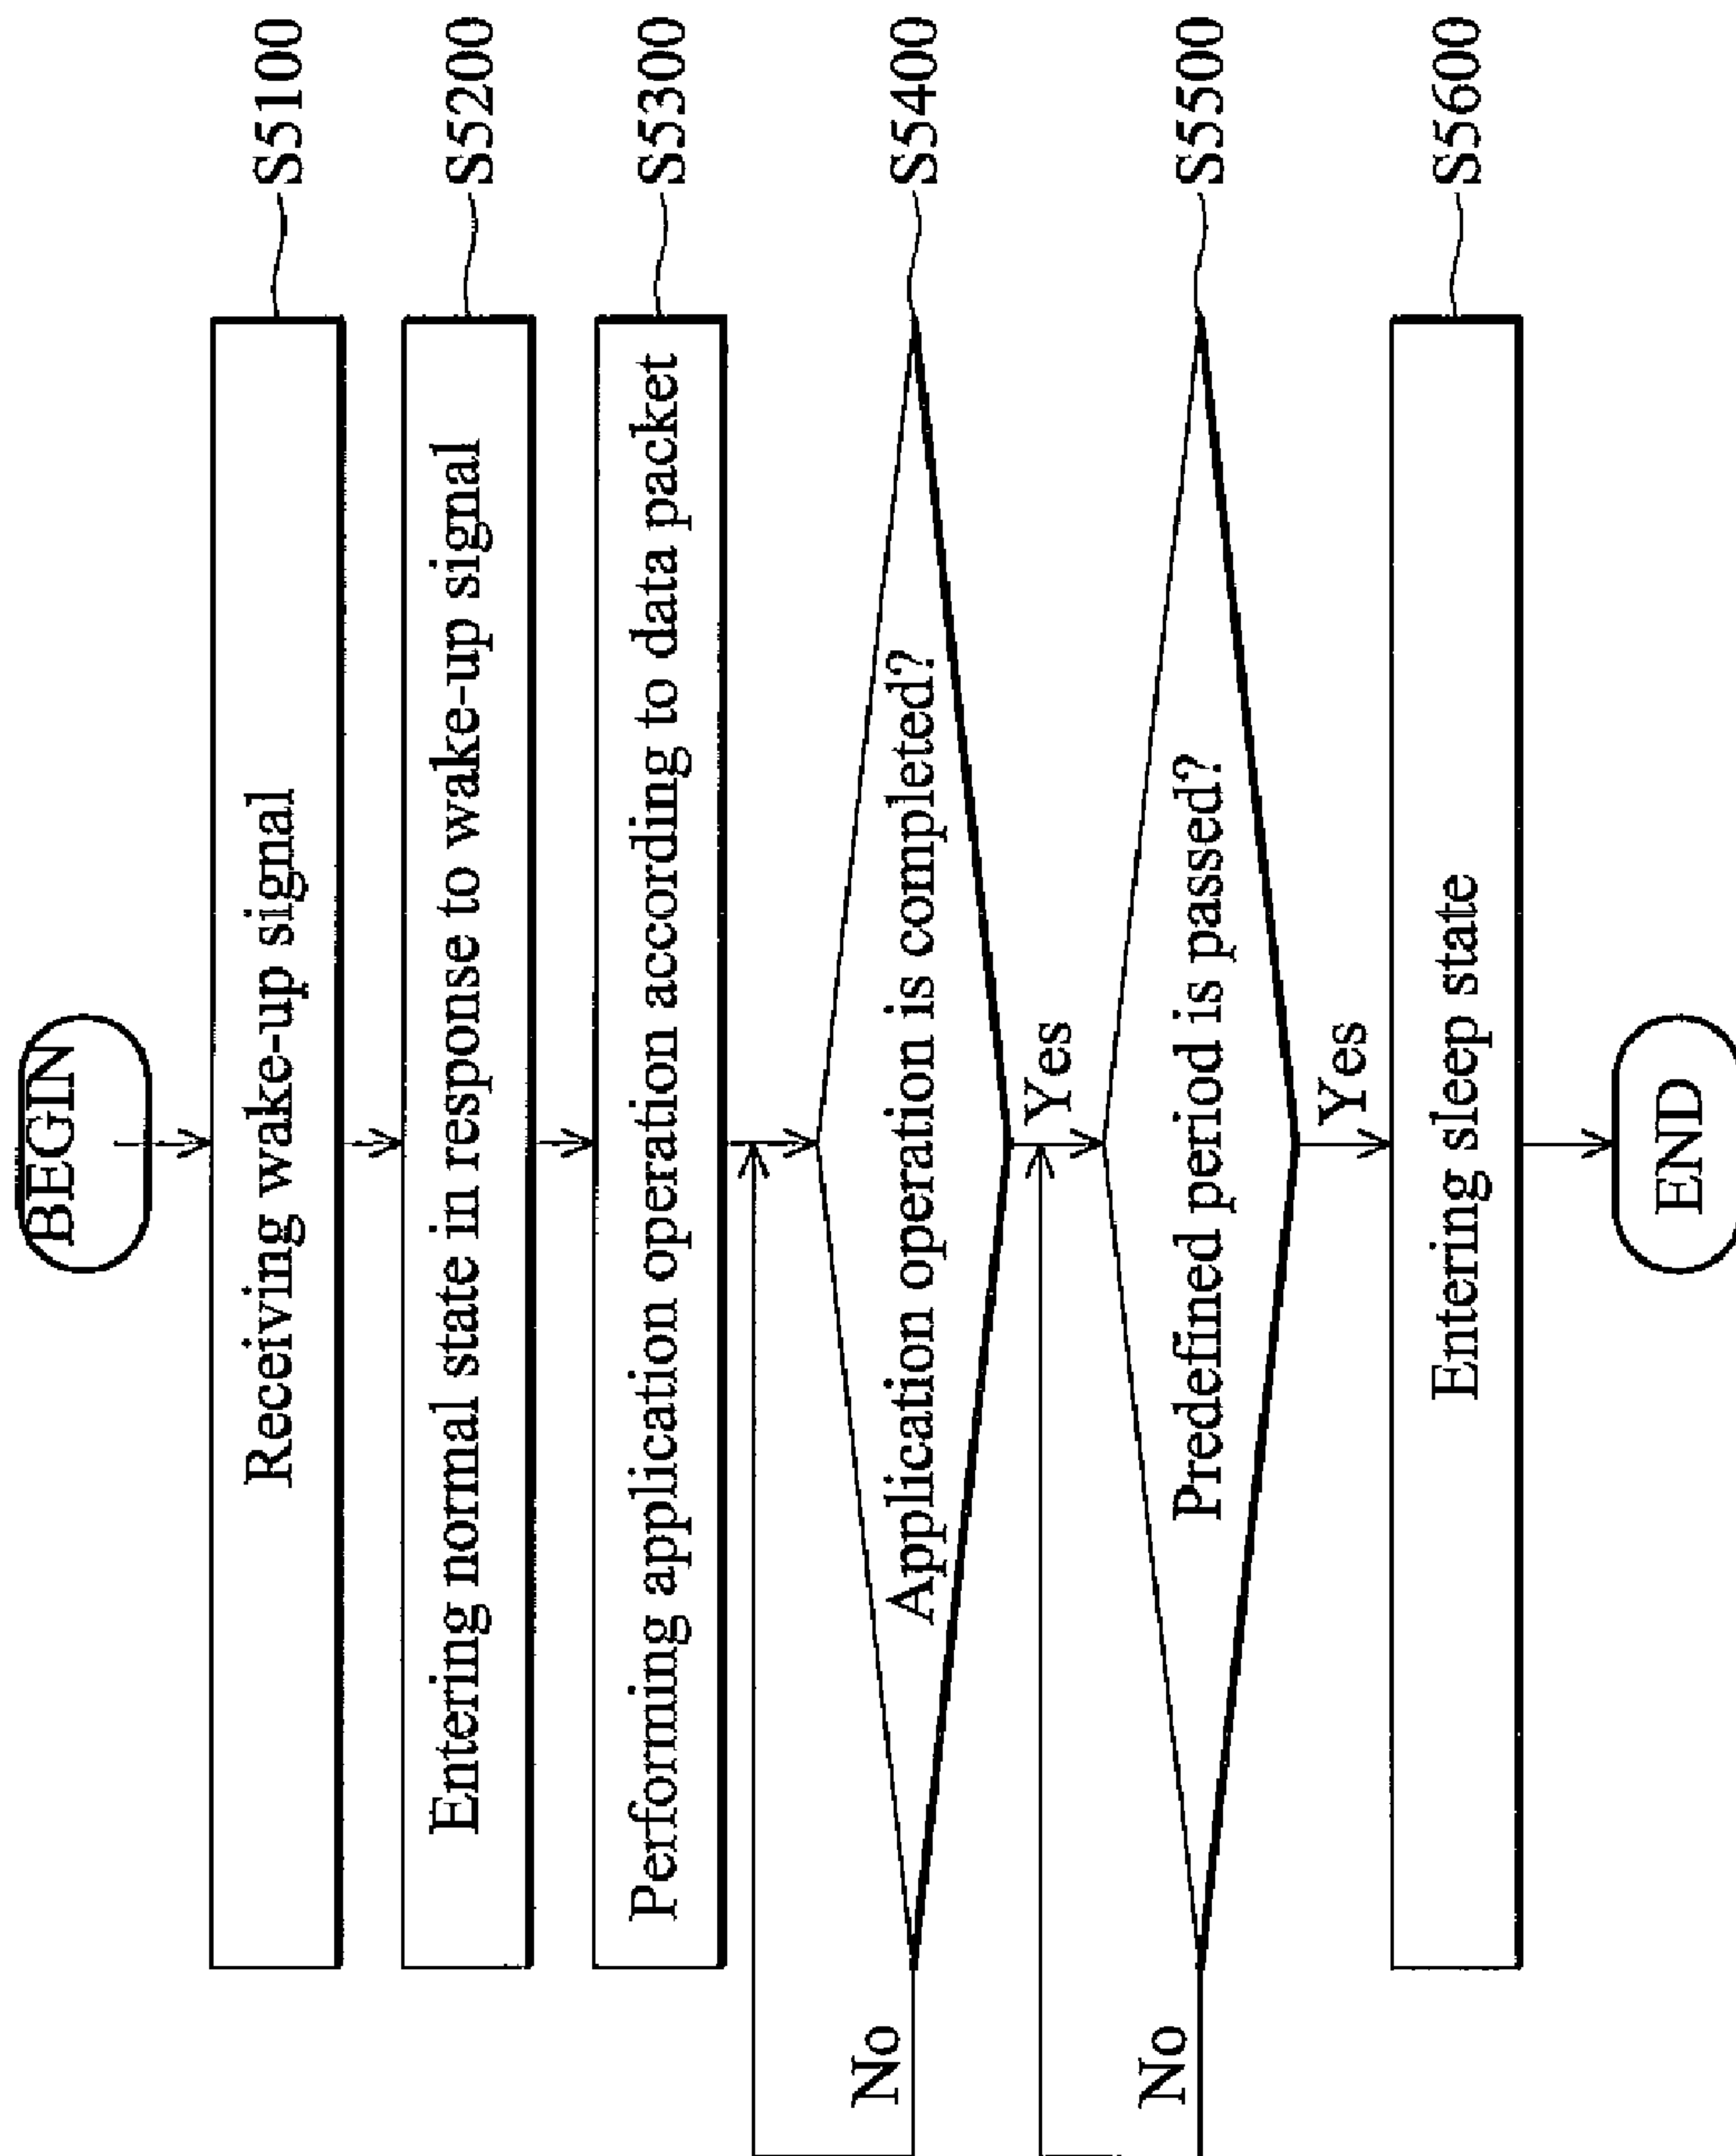 BEGIN
Receiving wake-up signal
S5100
Entering normal state in response to wake-up signal
S5200
Performing application operation according to data packet
S5300
Application operation is completed?
S5400
No
Yes
Predefined period is passed?
S5500
No
Yes
Entering sleep state
S5600
END